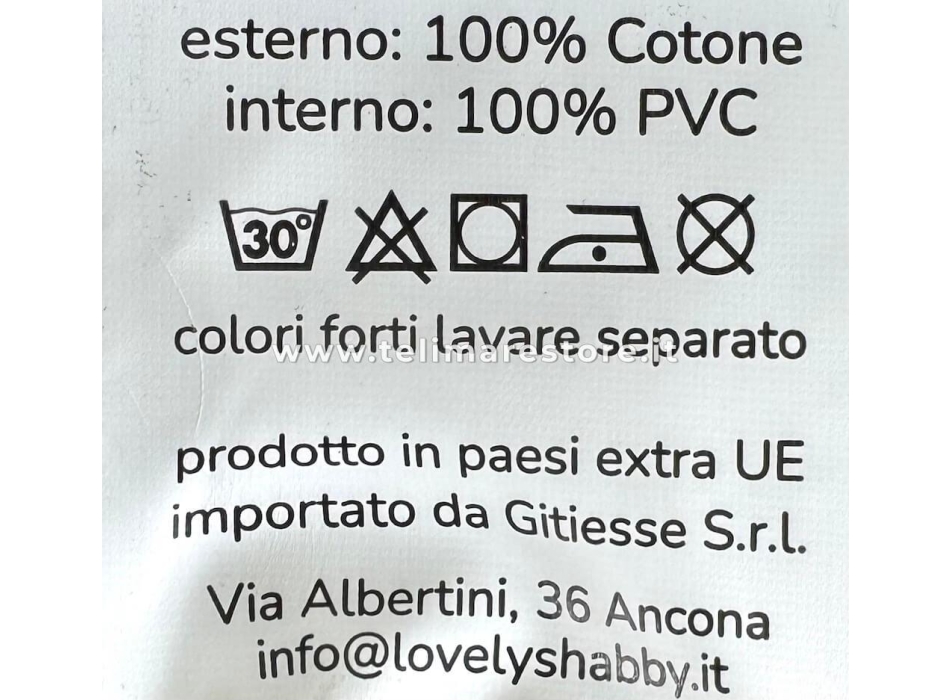 esterno: 100% Cotone
interno: 100% PVC
30°
colori forti lavare separato
www.telimarestore.it
prodotto in paesi extra UE
importato da Gitiesse S.r.l.
Via Albertini, 36 Ancona
info@lovelyshabby.it